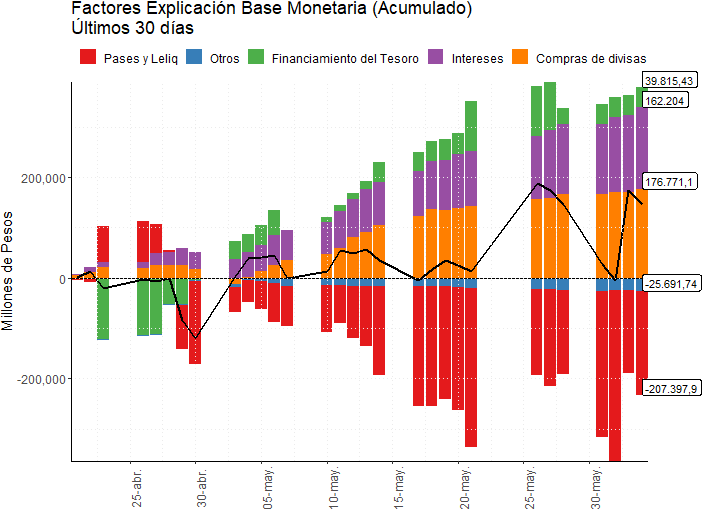 Factores Explicación Base Monetaria (Acumulado)
Últimos 30 días
Pases y Leliq Otros Financiamiento del Tesoro Intereses Compras de divisas
Millones de Pesos
200,000
0
-200,000
39.815,43
162.204
176.771,1
-25.691,74
-207.397,9
25-abr.
30-abr.
05-may.
10-may.
15-may.
20-may.
25-may.
30-may.